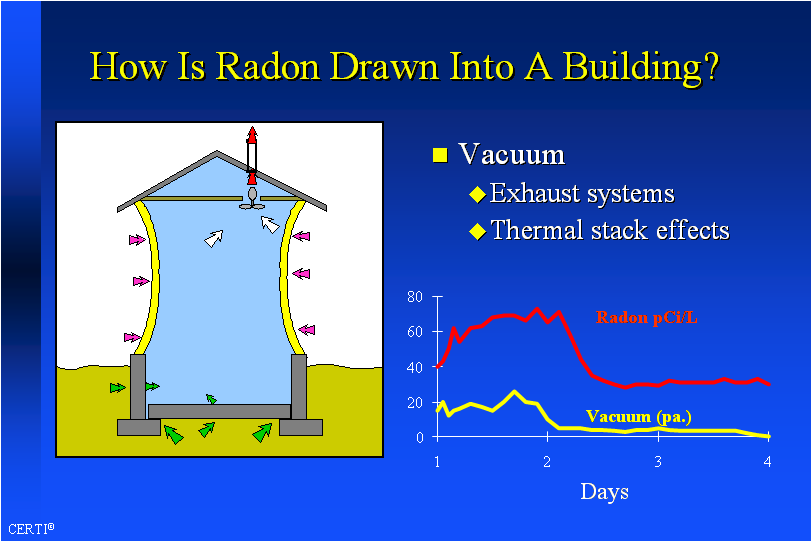 How Is Radon Drawn Into A Building?
Vacuum
Exhaust systems
Thermal stack effects
80
60
40
20
0
Radon pCi/L
Vacuum (pa.)
1 2 3 4
Days
CERTI©